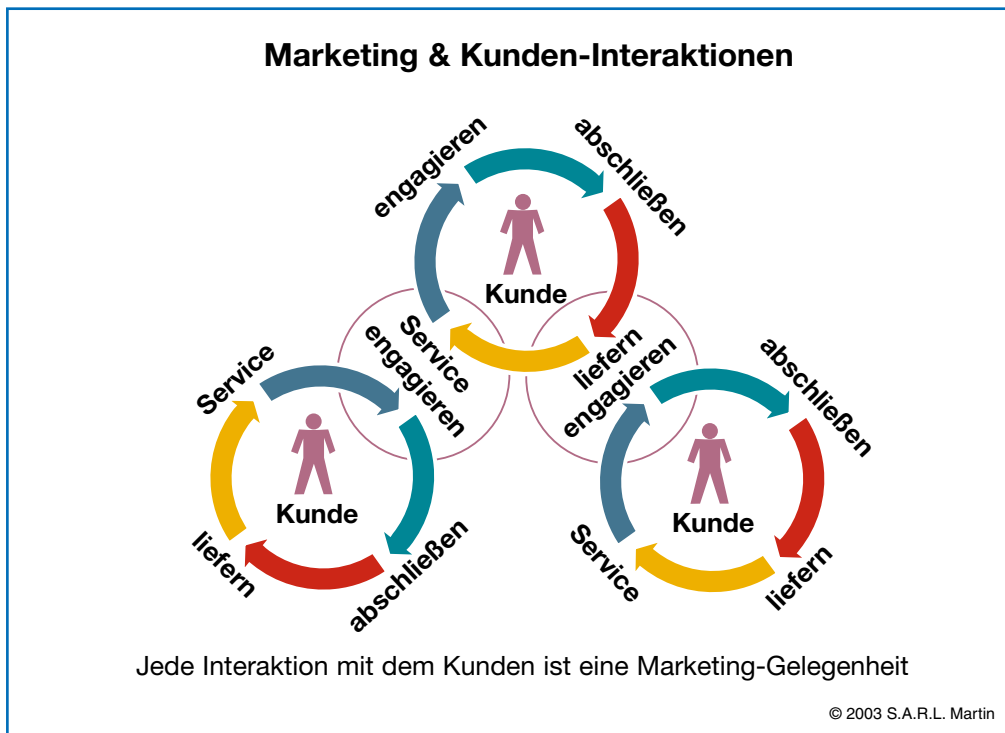 Marketing & Kunden-Interaktionen
engagieren
abschließen
Kunde
Service
liefern
engagieren
engagieren
Service
abschließen
Kunde
Kunde
liefern
abschließen
Service
liefern
Jede Interaktion mit dem Kunden ist eine Marketing-Gelegenheit
© 2003 S.A.R.L. Martin